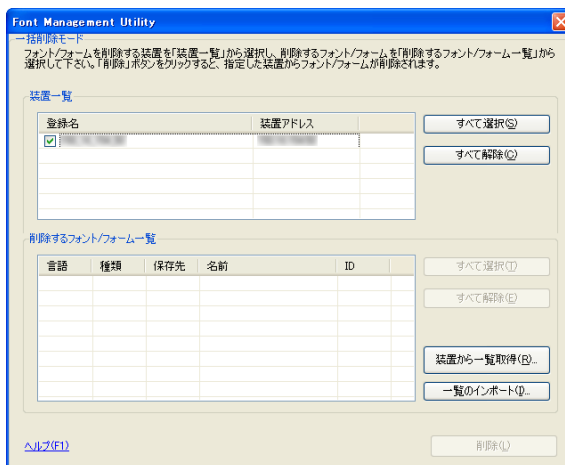 Font Management Utility
一括削除モード
フォント/フォームを削除する装置を「装置一覧」から選択し、削除するフォント/フォームを「削除するフォント/フォーム一覧」から
選択して下さい。「削除」ボタンをクリックすると、指定した装置からフォント/フォームが削除されます。
装置一覧
登録名 装置アドレス
すべて選択(S)
すべて解除(C)
削除するフォント/フォーム一覧
言語 種類 保存先 名前 ID
すべて選択(T)
すべて解除(E)
装置から一覧取得(R)...
一覧のインポート(I)...
ヘルプ(F1)
削除(L)